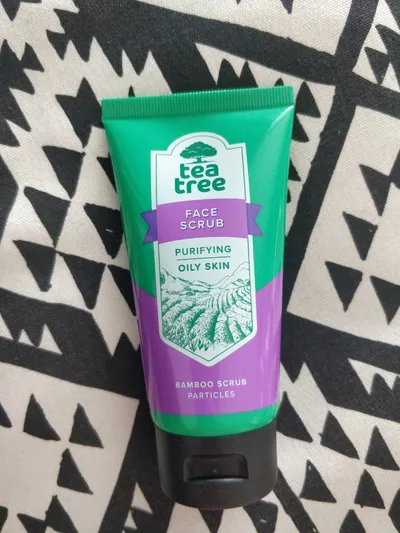 tea
tree
FACE
SCRUB
PURIFYING
OILY SKIN
BAMBOO SCRUB
PARTICLES